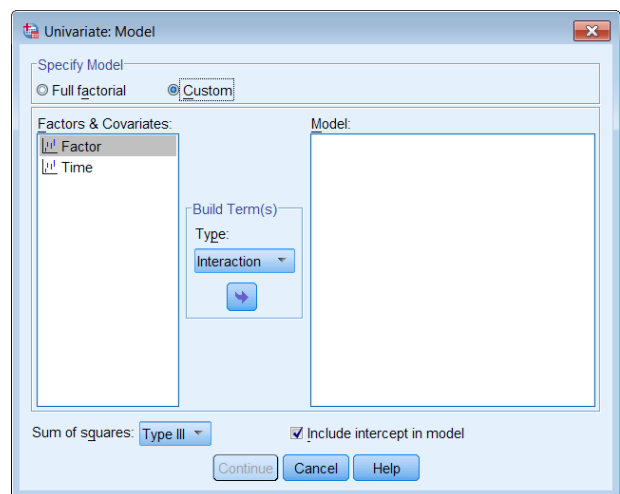 Univariate: Model
Specify Model
Full factorial
Custom
Factors & Covariates:
Factor
Time
Build Term(s)
Type:
Interaction
Model:
Sum of squares: Type III
Include intercept in model
Continue Cancel Help